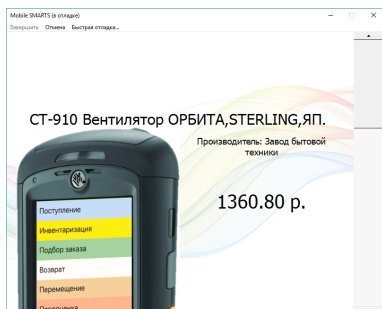 Mobile SMARTS (в отладке)
Завершить Отмена Быстрая отладка...
СТ-910 Вентилятор ОРБИТА,STERLING,ЯП.
Производитель: Завод бытовой
техники
1360.80 р.
Поступление
Инвентаризация
Подбор заказа
Возврат
Перемещение
Переоценка